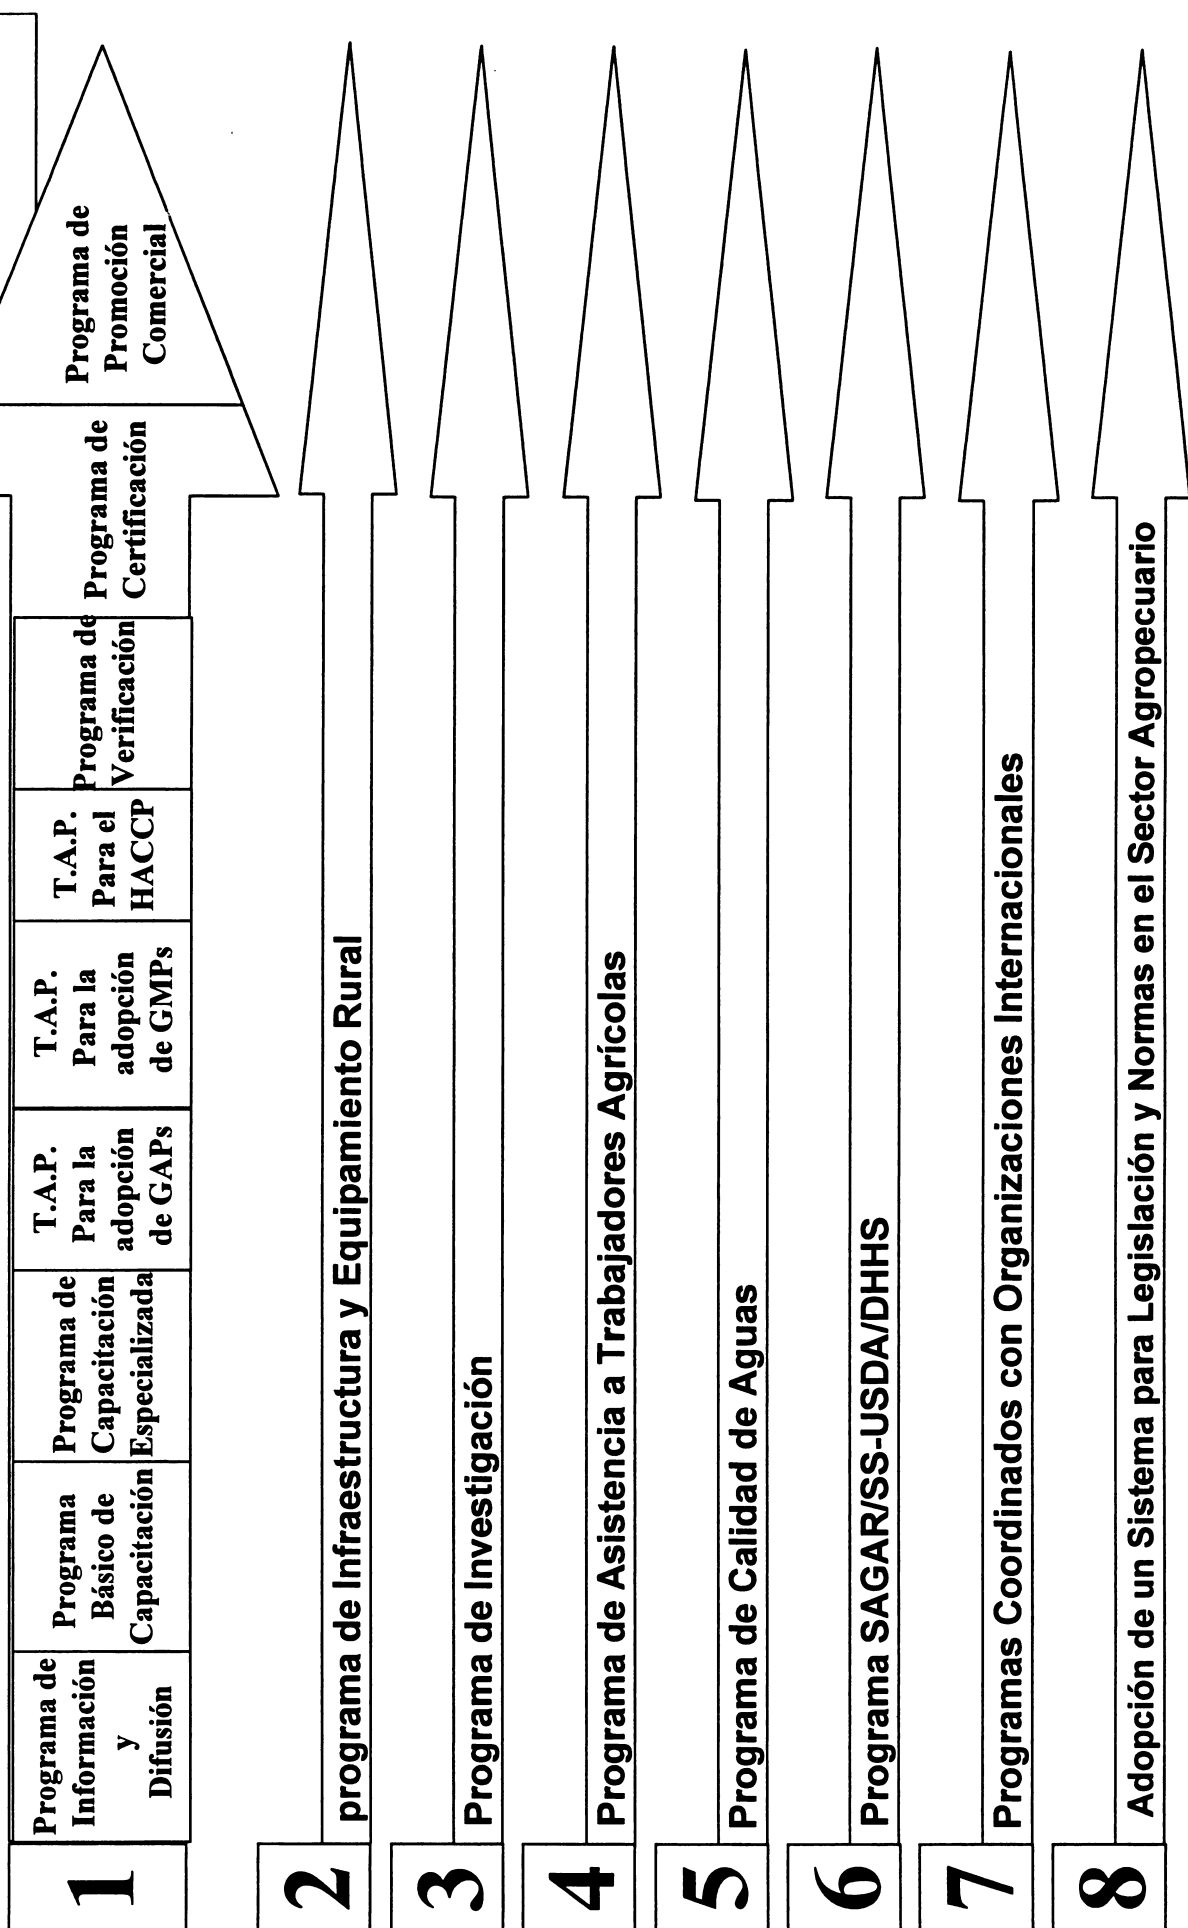 1
Programa de
Información
y
Difusión
Programa
Básico de
Capacitación
Programa de
Capacitación
Especializada
T.A.P.
Para la
adopción
de GAPs
T.A.P.
Para la
adopción
de GMPs
T.A.P.
Para el
HACCP
Programa de
Verificación
Programa de
Certificación
Programa de
Promoción
Comercial
2
programa de Infraestructura y Equipamiento Rural
3
Programa de Investigación
4
Programa de Asistencia a Trabajadores Agrícolas
5
Programa de Calidad de Aguas
6
Programa SAGAR/SS-USDA/DHHS
7
Programas Coordinados con Organizaciones Internacionales
8
Adopción de un Sistema para Legislación y Normas en el Sector Agropecuario